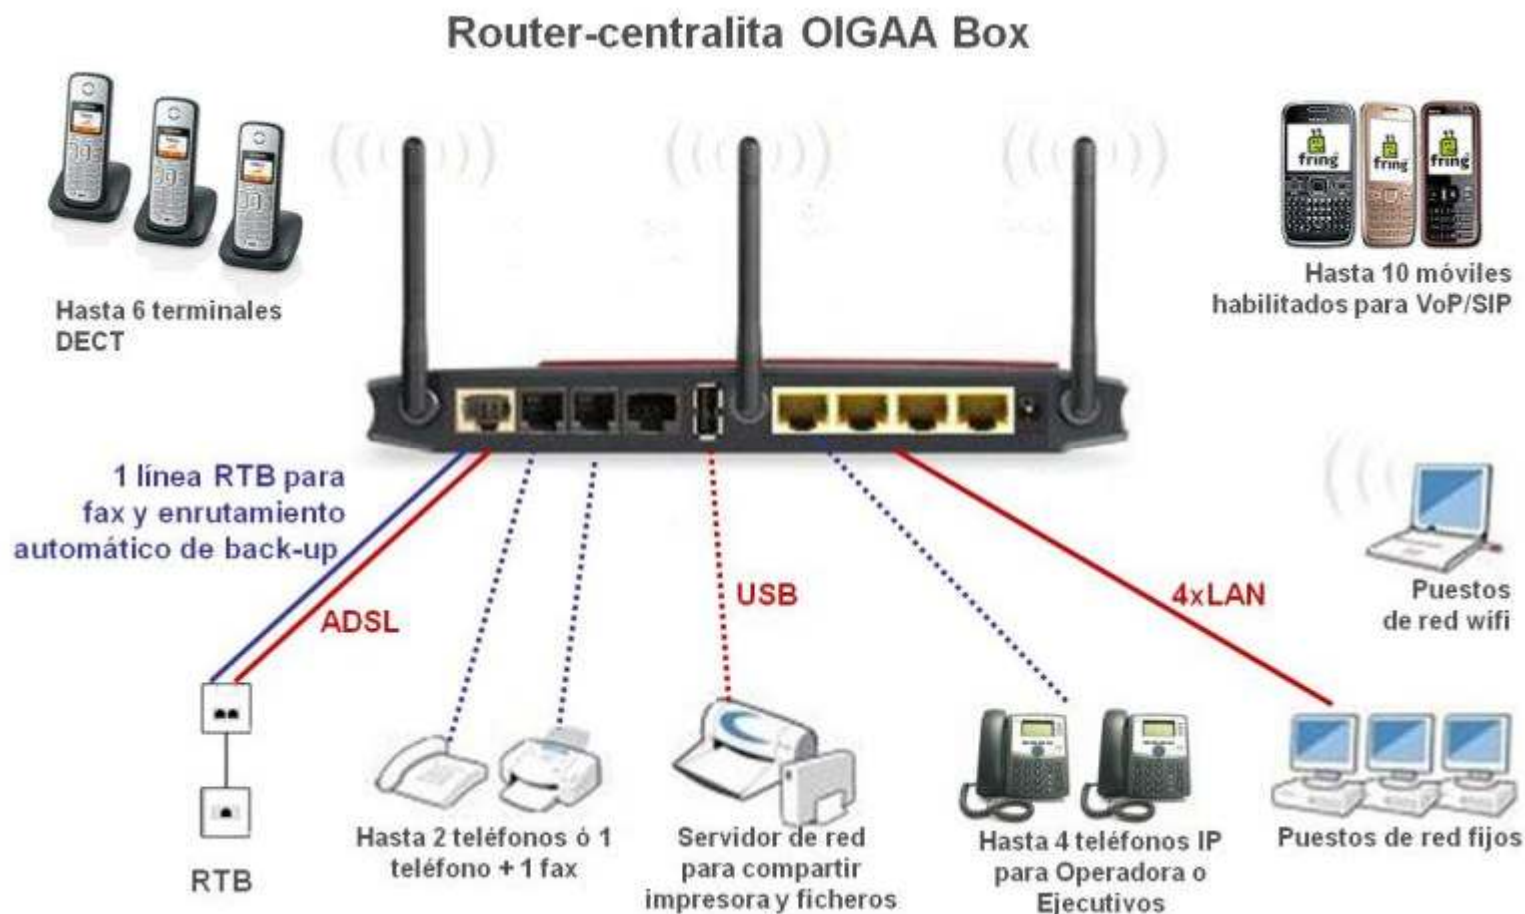 Router-centralita OIGAA Box
Hasta 6 terminales
DECT
fring
fring
fring
Hasta 10 móviles
habilitados para VoP/SIP
1 línea RTB para
fax y enrutamiento
automático de back-up
ADSL
USB
4xLAN
Puestos
de red wifi
RTB
Hasta 2 teléfonos ó 1
teléfono + 1 fax
Servidor de red
para compartir
impresora y ficheros
Hasta 4 teléfonos IP
para Operadora o
Ejecutivos
Puestos de red fijos